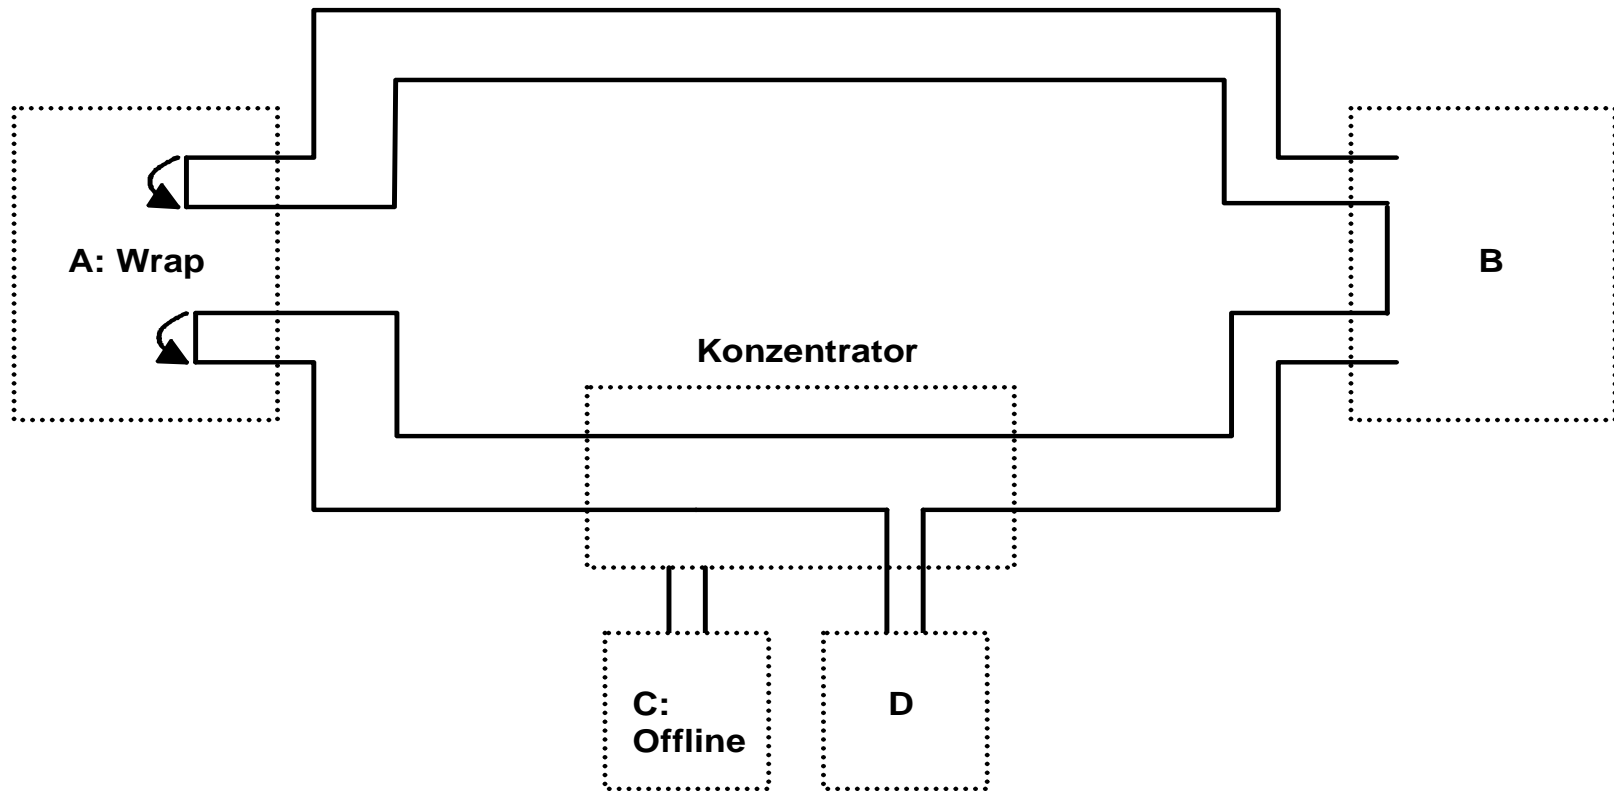 A: Wrap
B
Konzentrator
C:
Offline
D